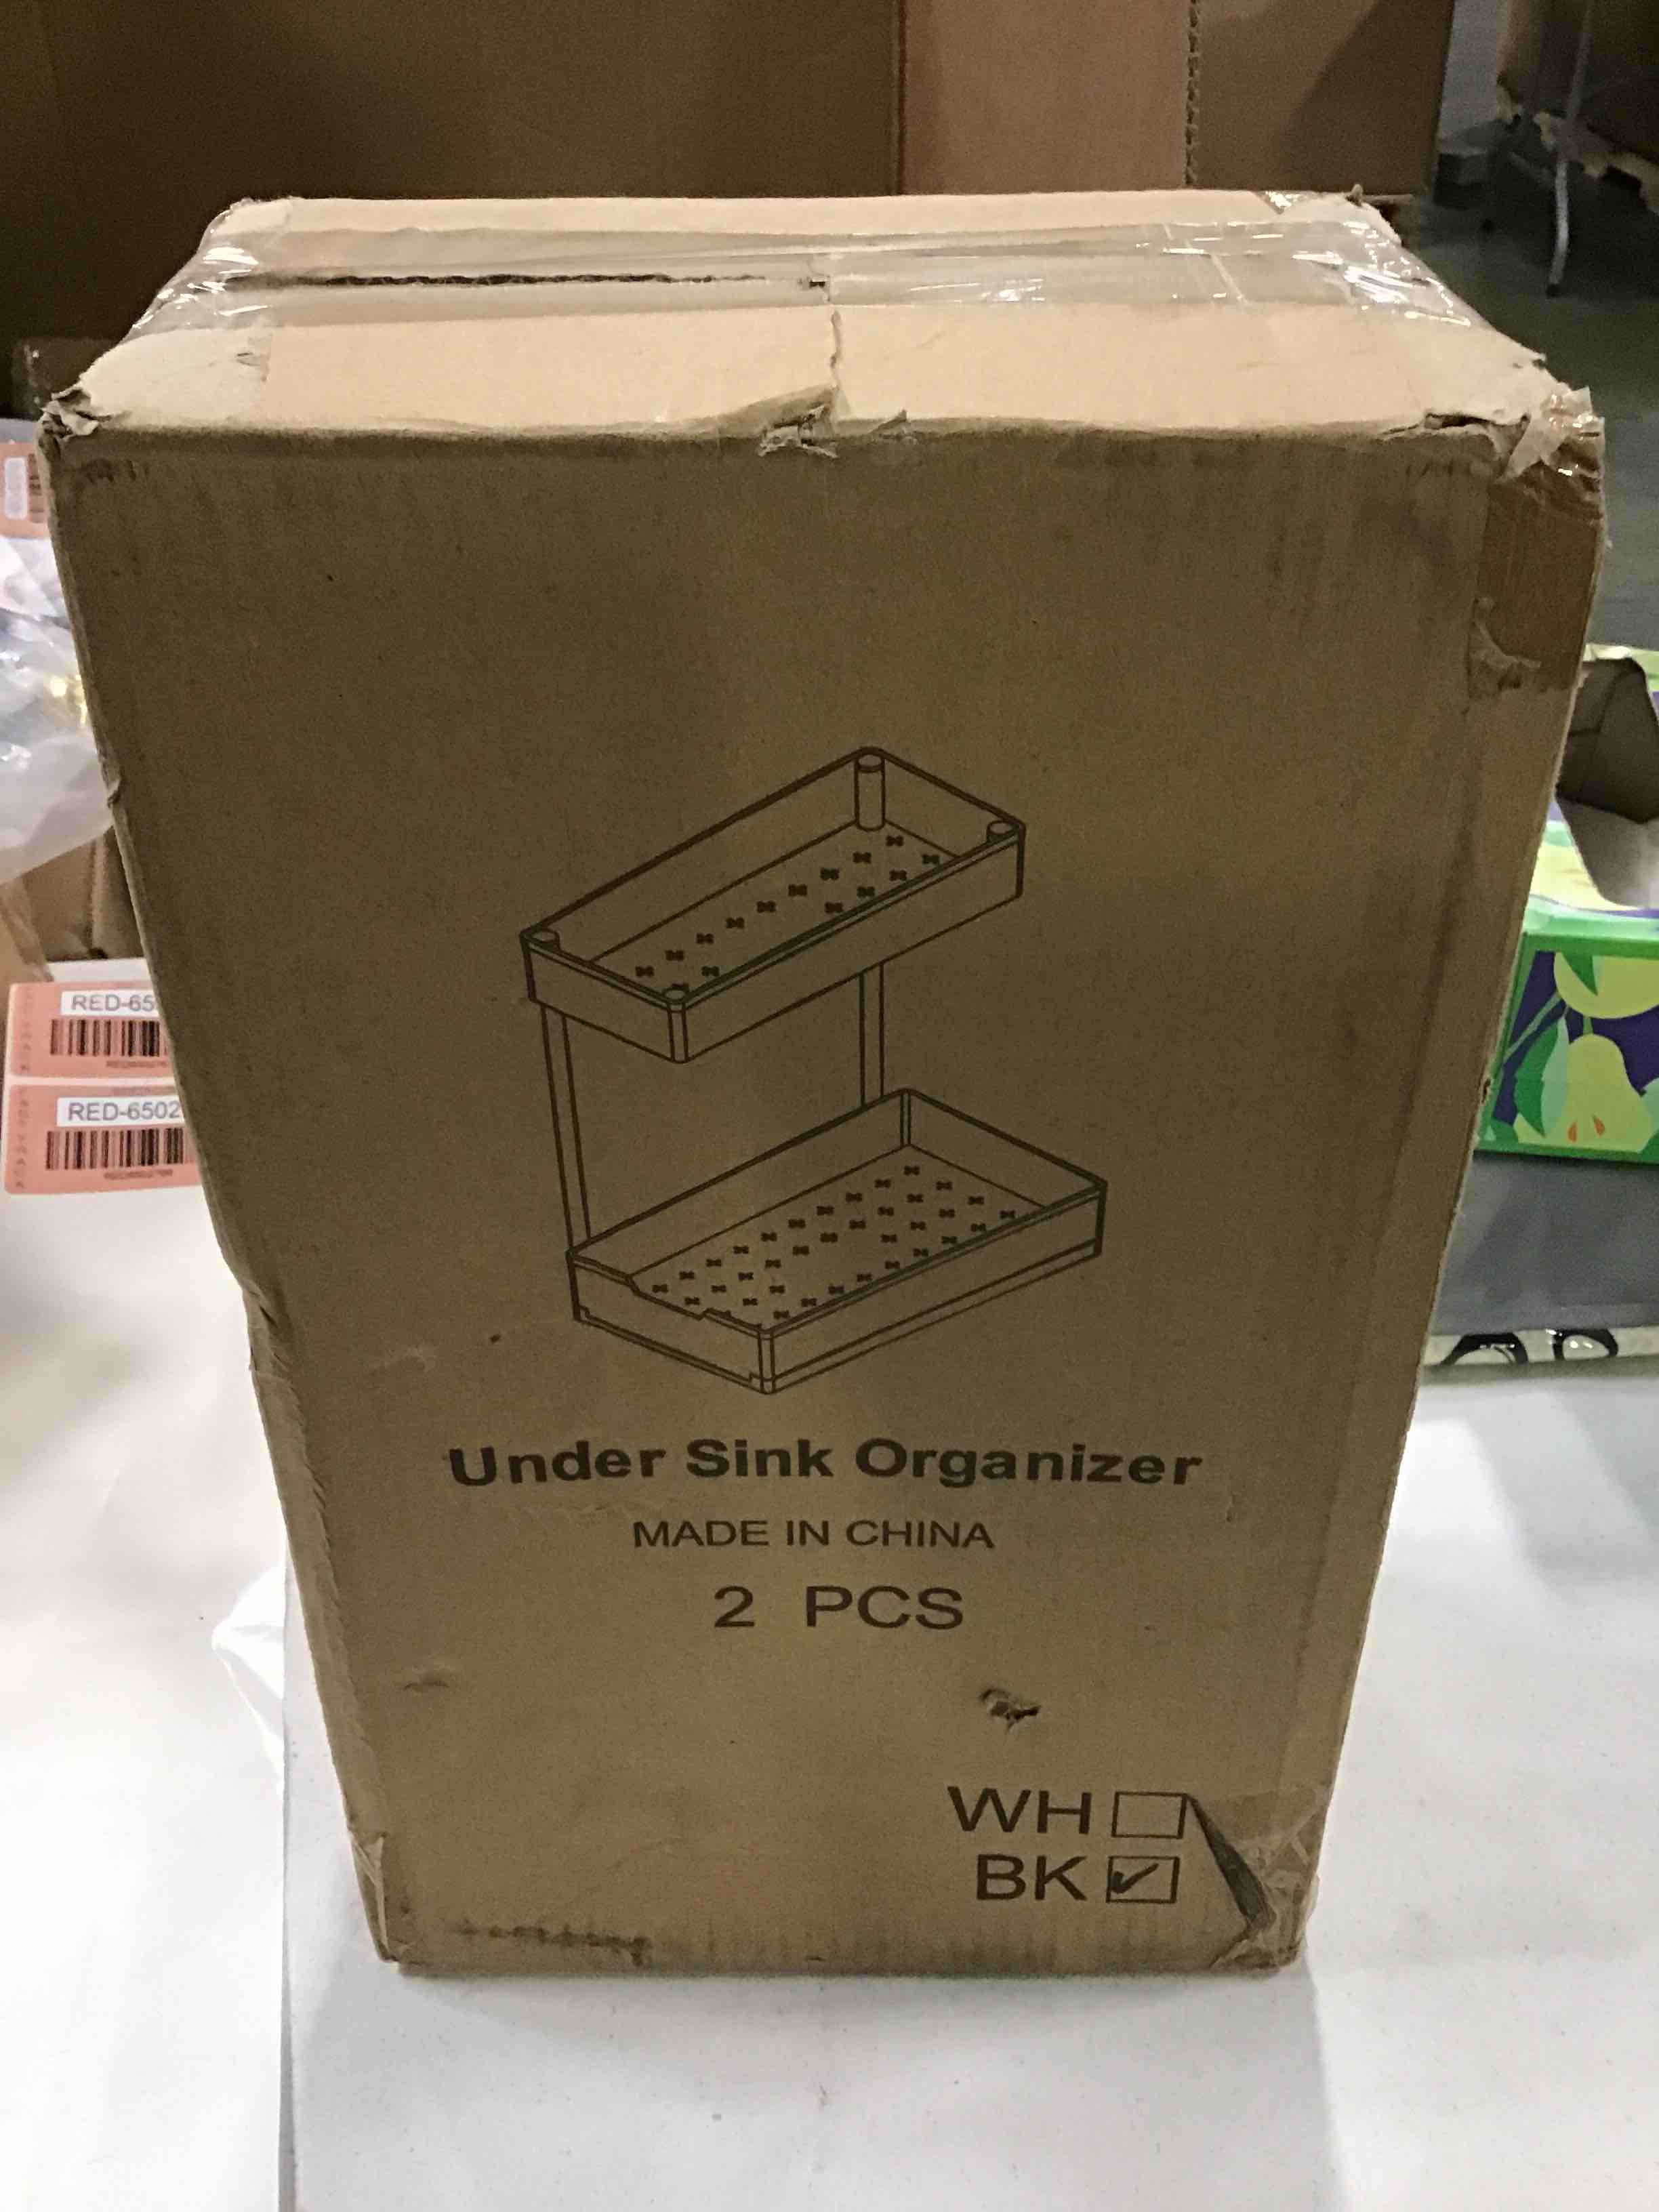 RED-65
RED-6502
Under Sink Organizer
MADE IN CHINA
2 PCS
WH
BK